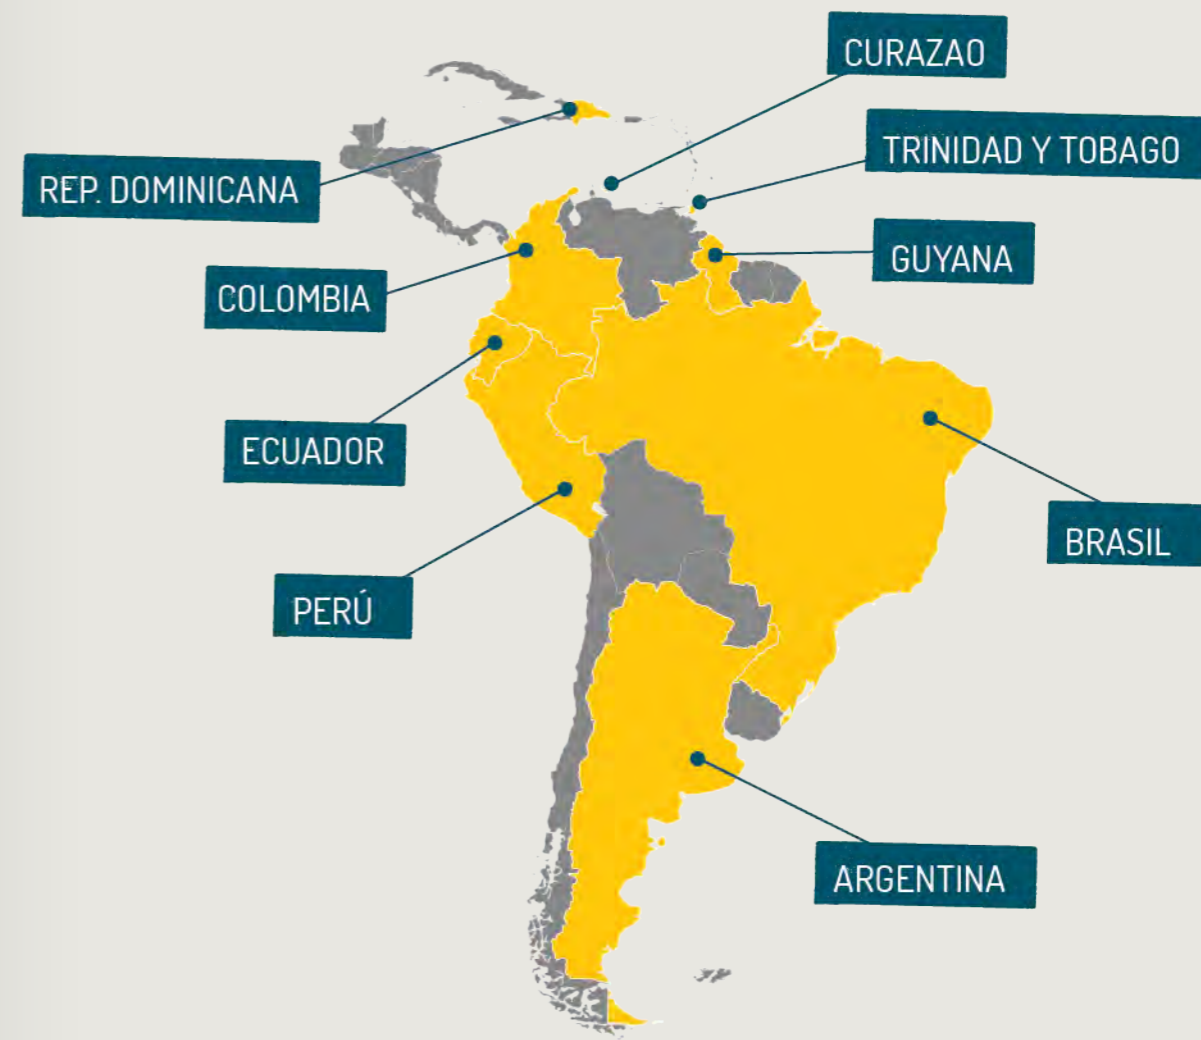 CURAZAO
TRINIDAD Y TOBAGO
REP. DOMINICANA
GUYANA
COLOMBIA
ECUADOR
BRASIL
PERÚ
ARGENTINA